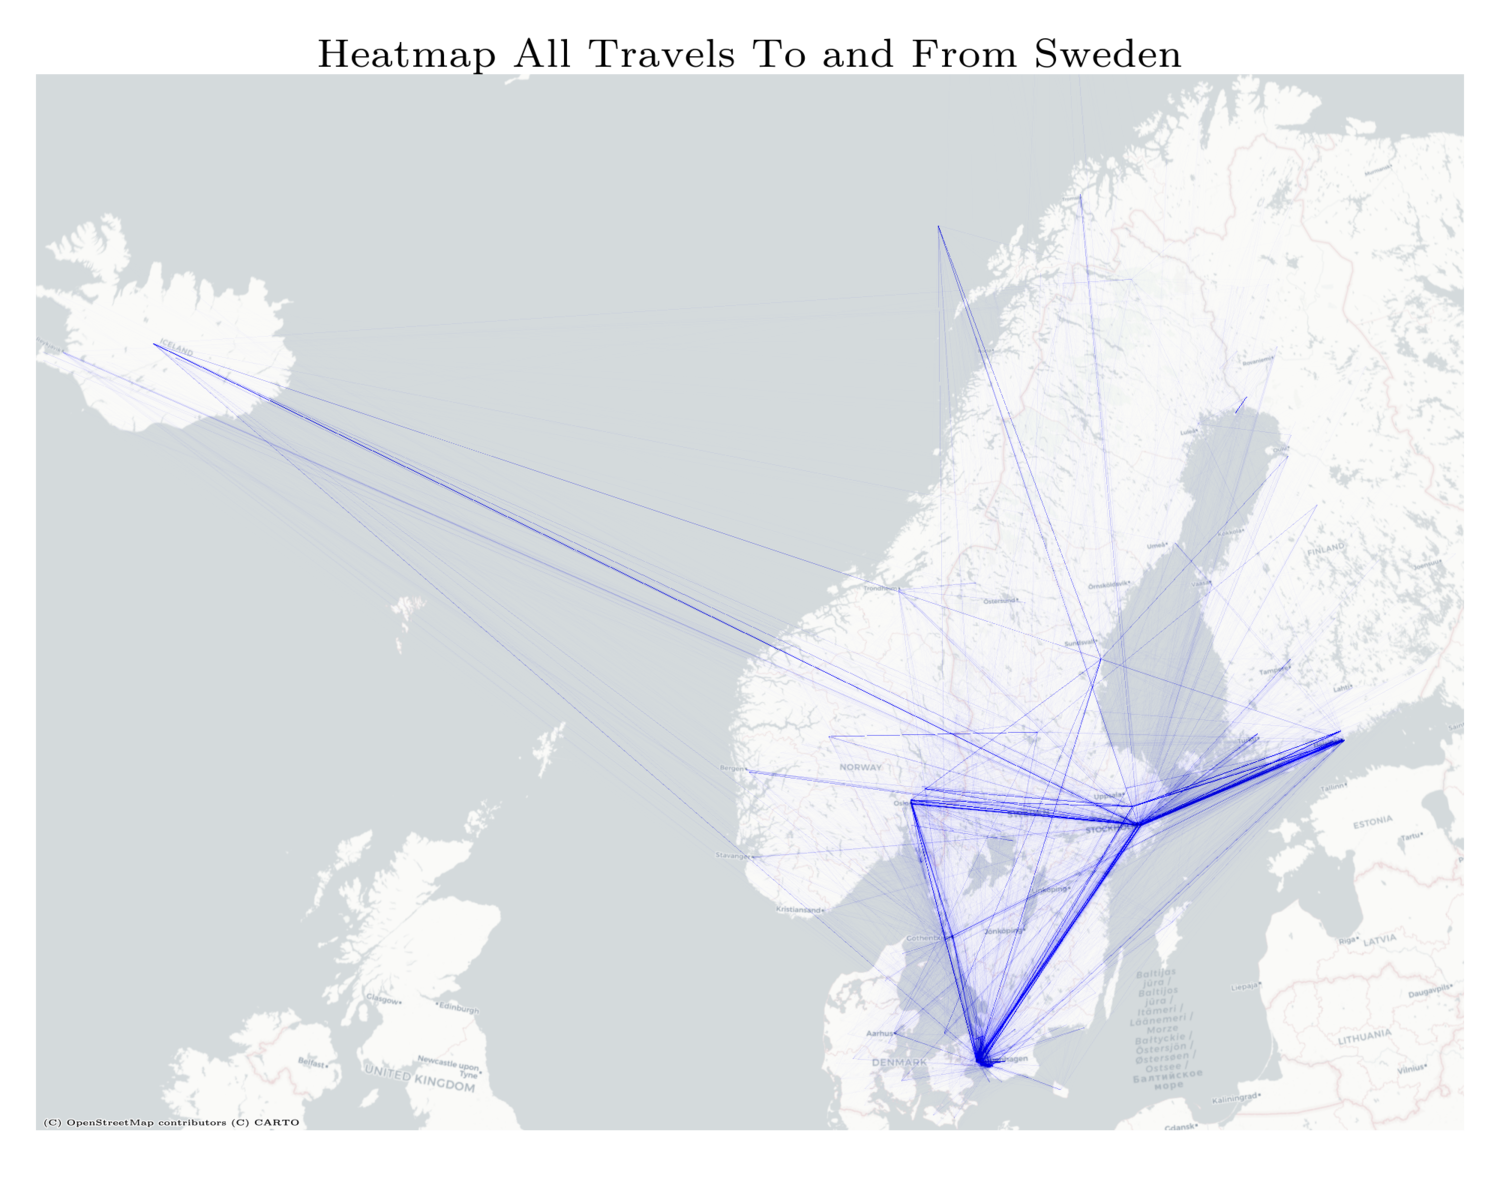 Heatmap All Travels To and From Sweden
ICELAND
Trondheim
Östersund
Örnsköldsvik
Umeå
Luleå
Sundsvall
FINLAND
Tampere
Lahti
Bergen
NORWAY
Oslo
Uppsala
STOCKHOLM
Tallinn
ESTONIA
Tartu
Stavanger
Kristiansand
Linköping
Jönköping
Gothenburg
Riga
LATVIA
Liepaja
Daugavpils
Baltijas
jūra /
Baltijos
jūra /
Itämeri /
Läänemeri /
Morze
Bałtyckie /
Östersjön /
Østersøen /
Ostsee /
Балтийское
море
LITHUANIA
Vilnius
Kaliningrad
Gdansk
Aarhus
DENMARK
Glasgow
Edinburgh
Belfast
Newcastle upon
Tyne
UNITED KINGDOM
(C) OpenStreetMap contributors (C) CARTO